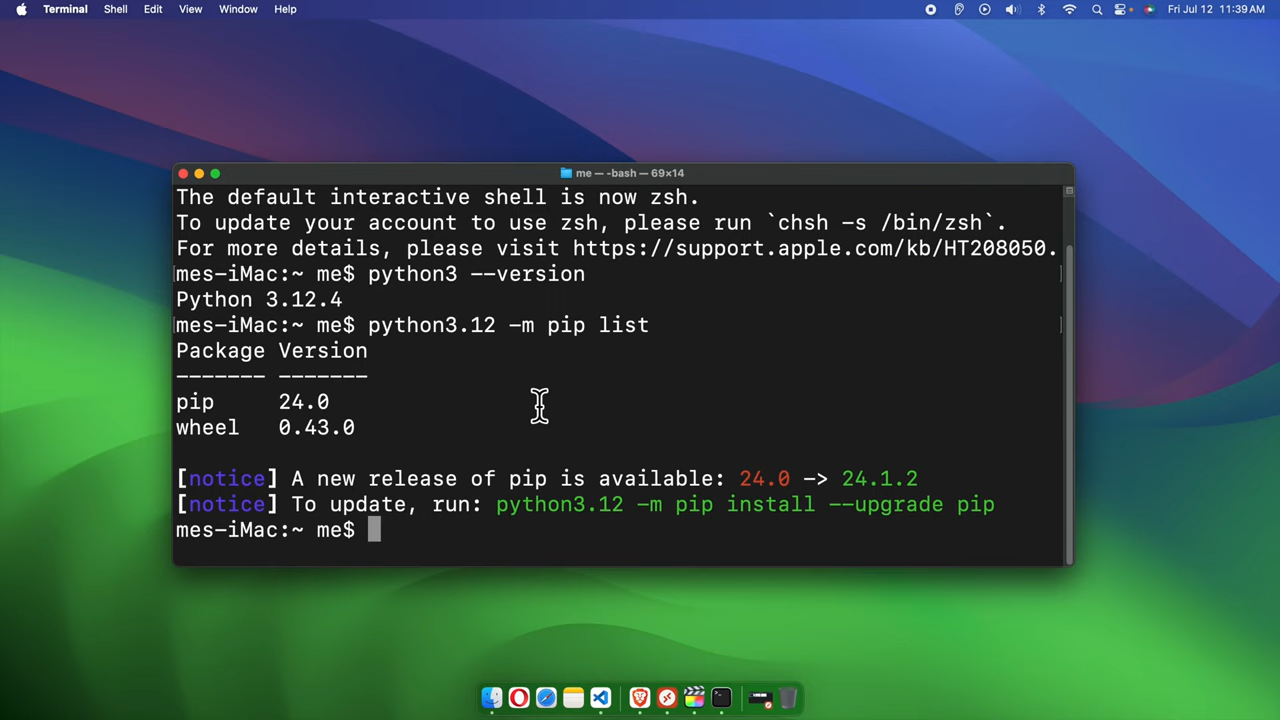 Terminal Shell Edit View Window Help Fri Jul 12 11:39 AM
me — -bash — 69×14
The default interactive shell is now zsh.
To update your account to use zsh, please run `chsh -s /bin/zsh`.
For more details, please visit https://support.apple.com/kb/HT208050.
[mes-iMac:~ me$ python3 --version ]
Python 3.12.4
[mes-iMac:~ me$ python3.12 -m pip list ]
Package Version
------- -------
pip 24.0
wheel 0.43.0
[notice] A new release of pip is available: 24.0 -> 24.1.2
[notice] To update, run: python3.12 -m pip install --upgrade pip
mes-iMac:~ me$